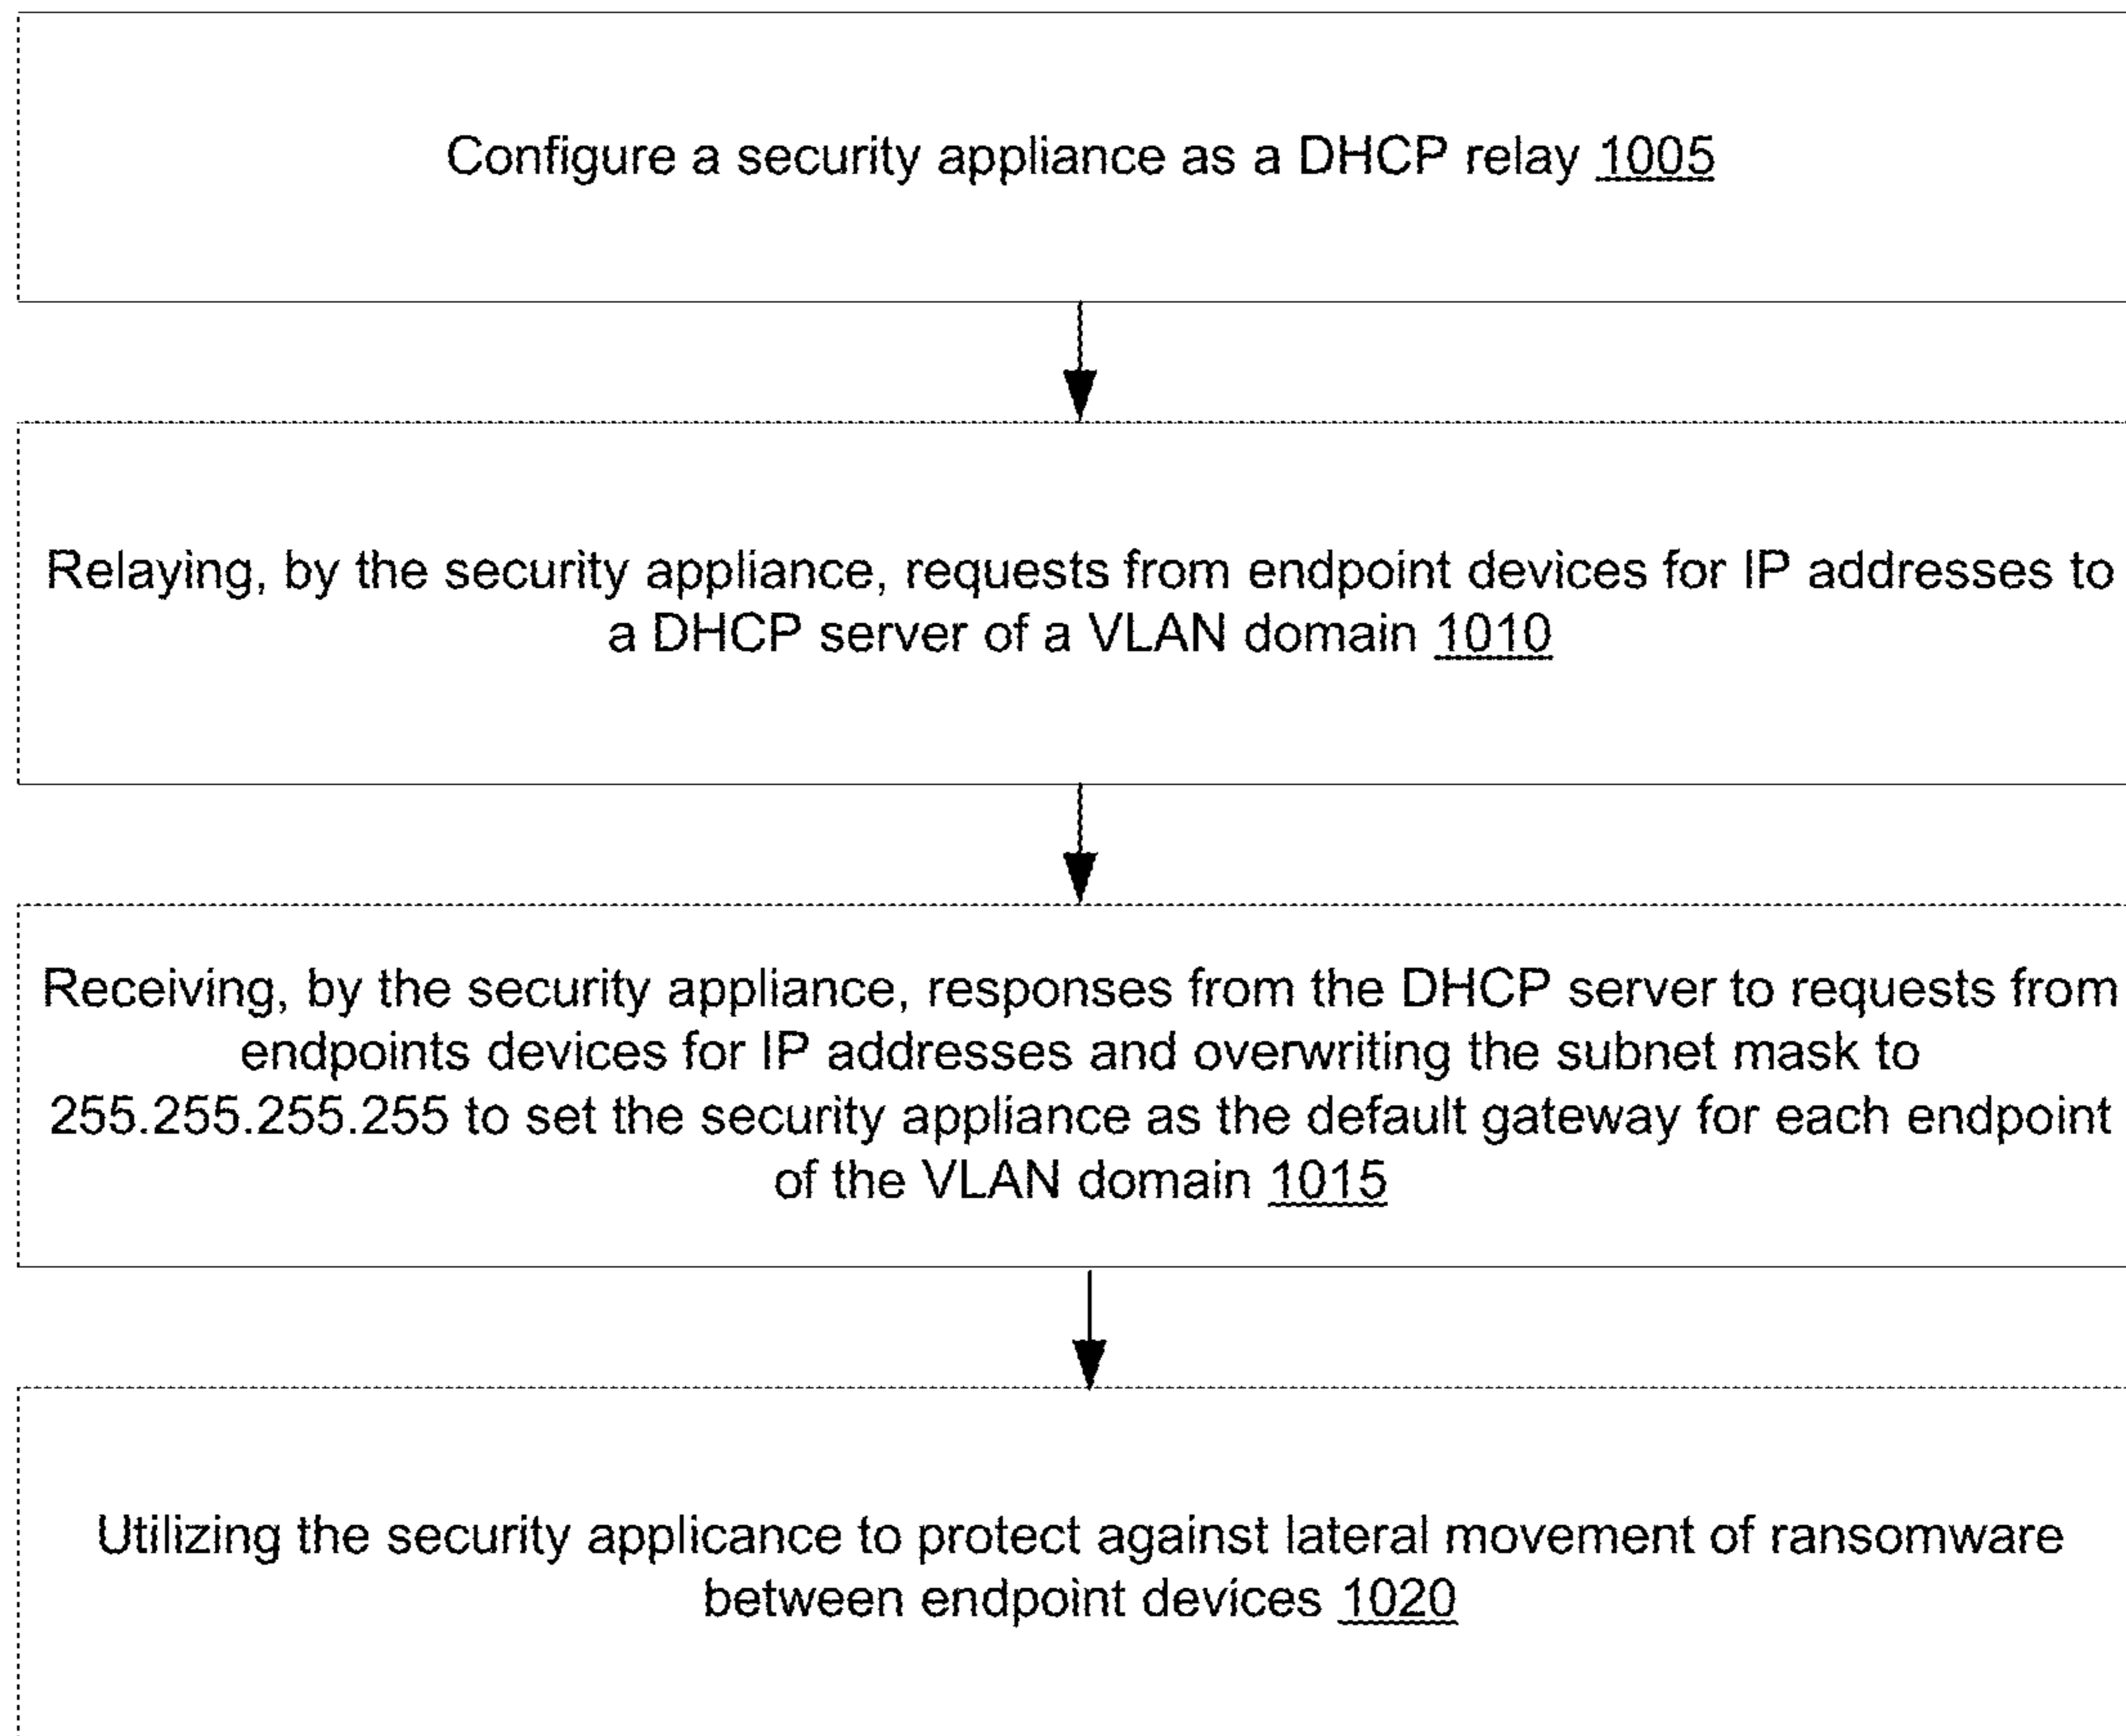 Configure a security appliance as a DHCP relay 1005
Relaying, by the security appliance, requests from endpoint devices for IP addresses to
a DHCP server of a VLAN domain 1010
Receiving, by the security appliance, responses from the DHCP server to requests from
endpoints devices for IP addresses and overwriting the subnet mask to
255.255.255.255 to set the security appliance as the default gateway for each endpoint
of the VLAN domain 1015
Utilizing the security applicance to protect against lateral movement of ransomware
between endpoint devices 1020